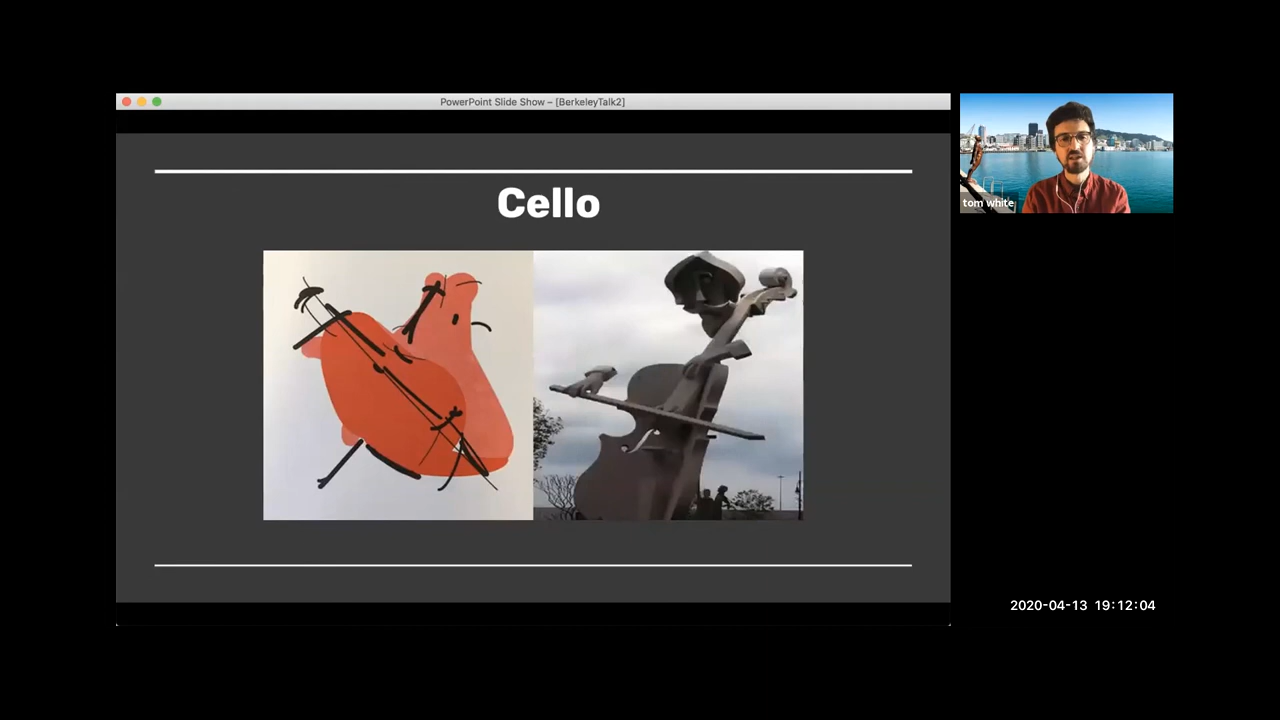 PowerPoint Slide Show – [BerkeleyTalk2]
Cello
tom white
2020-04-13 19:12:04